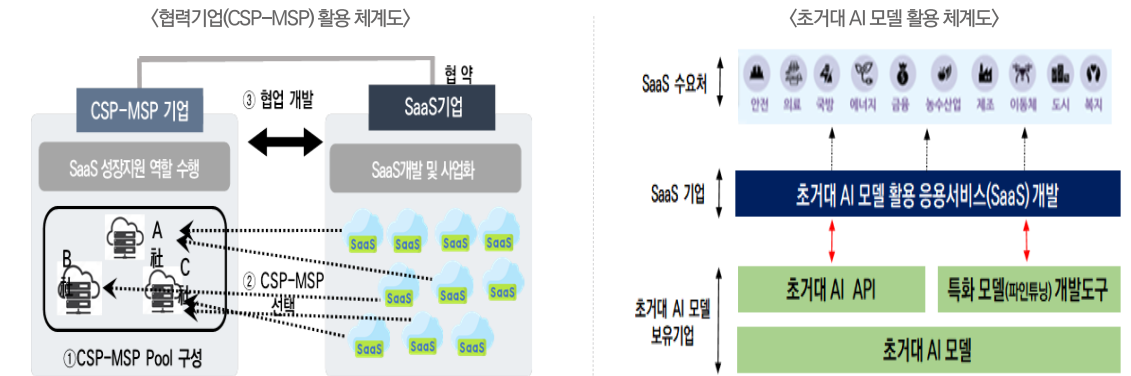 <협력기업(CSP-MSP) 활용 체계도>
협 약
CSP-MSP 기업
③ 협업 개발
SaaS기업
SaaS 성장지원 역할 수행
SaaS개발 및 사업화
A
社
B
社
C
社
② CSP-MSP
선택
SaaS SaaS SaaS SaaS
SaaS SaaS SaaS
SaaS SaaS SaaS
①CSP-MSP Pool 구성
<초거대 AI 모델 활용 체계도>
SaaS 수요처
안전 의료 국방 에너지 금융 농수산업 제조 이동체 도시 복지
SaaS 기업
초거대 AI 모델 활용 응용서비스(SaaS) 개발
초거대 AI 모델
보유기업
초거대 AI API
특화 모델(파인튜닝) 개발도구
초거대 AI 모델